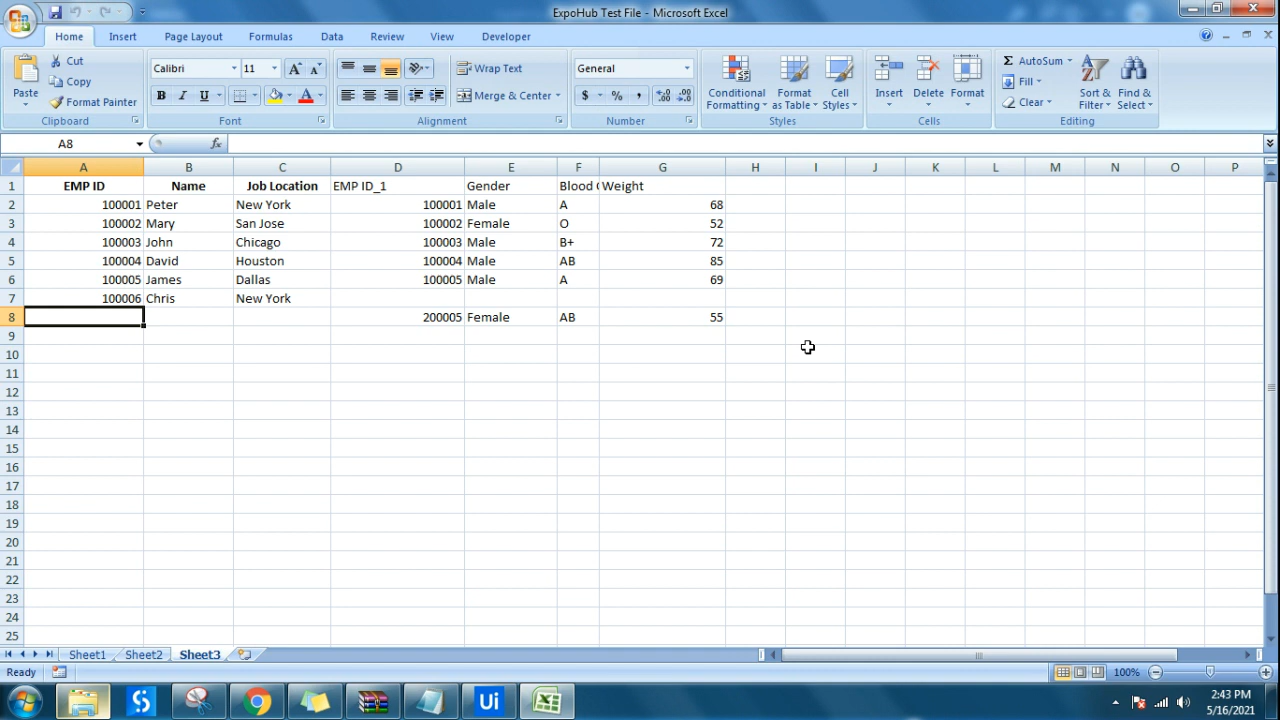 ExpoHub Test File - Microsoft Excel
Home Insert Page Layout Formulas Data Review View Developer
Paste Cut Copy Format Painter Clipboard
Calibri 11 B I U A Font
Wrap Text Merge & Center Alignment
General $ % , Number
Conditional Formatting Format as Table Cell Styles Styles
Insert Delete Format Cells
AutoSum Fill Clear Sort & Filter Find & Select Editing
A8 fx
A B C D E F G H I J K L M N O P
1 EMP ID Name Job Location EMP ID_1 Gender Blood Weight
2 100001 Peter New York 100001 Male A 68
3 100002 Mary San Jose 100002 Female O 52
4 100003 John Chicago 100003 Male B+ 72
5 100004 David Houston 100004 Male AB 85
6 100005 James Dallas 100005 Male A 69
7 100006 Chris New York
8 200005 Female AB 55
9
10
11
12
13
14
15
16
17
18
19
20
21
22
23
24
25
Sheet1 Sheet2 Sheet3
Ready 100%
S Ui
2:43 PM
5/16/2021